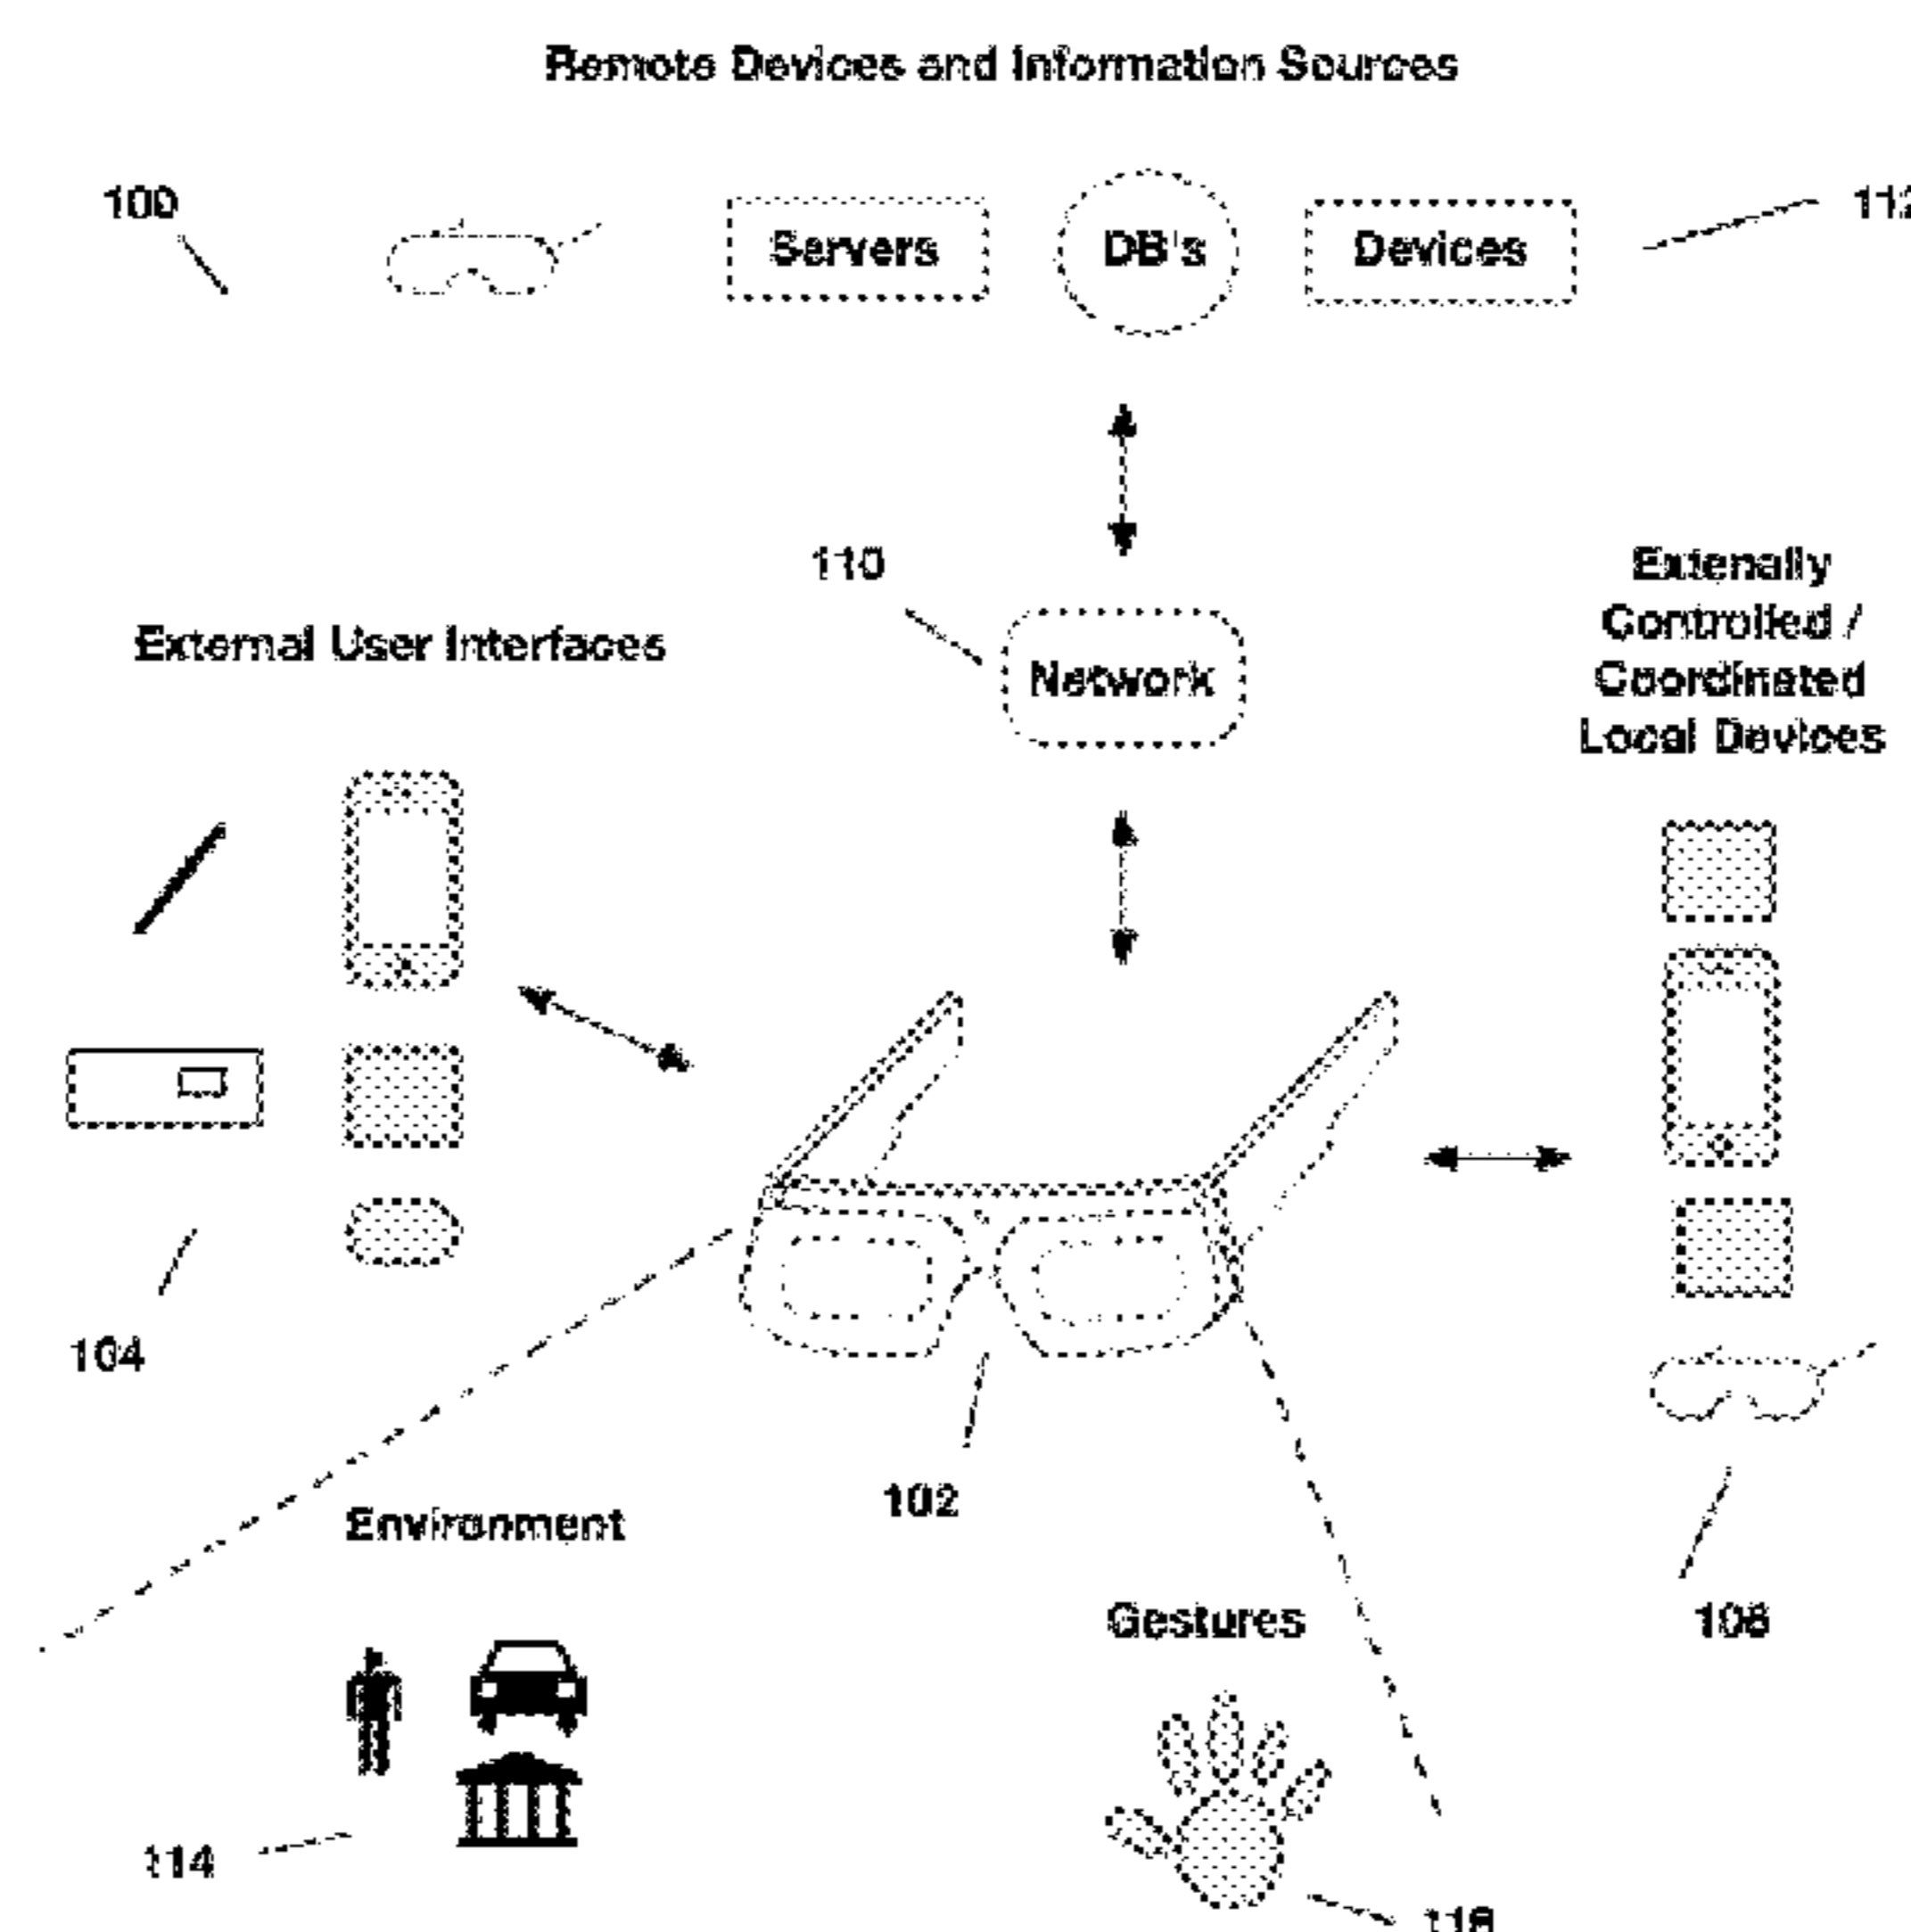 Remote Devices and Information Sources
100
Servers
DB's
Devices
112
110
Network
External User Interfaces
Extenally
Controlled /
Coordinated
Local Devices
104
102
108
Environment
Gestures
114